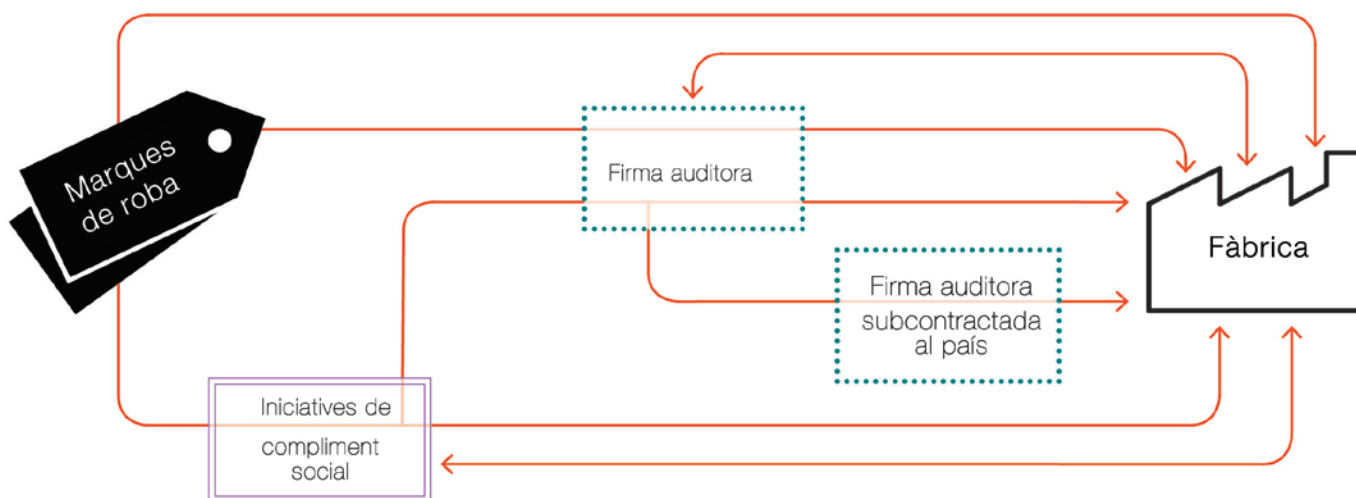 Marques
de roba
Firma auditora
Fàbrica
Firma auditora
subcontractada
al país
Iniciatives de
compliment
social